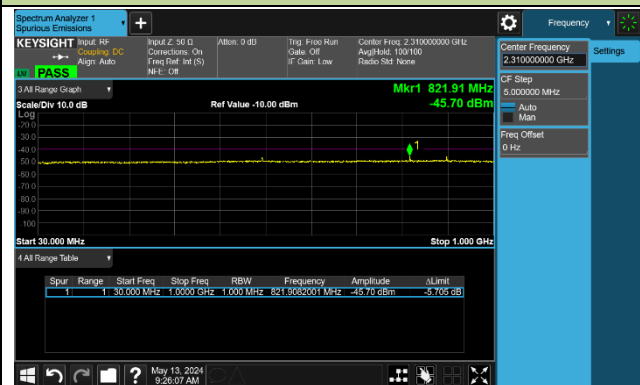 Spectrum Analyzer 1
Spurious Emissions
+
Frequency
KEYSIGHT
Input: RF
Coupling: DC
Align: Auto
Input Z: 50 Ω
Corrections: On
Freq Ref: Int (S)
NFE: Off
Atten: 0 dB
Trig: Free Run
Gate: Off
IF Gain: Low
Center Freq: 2.310000000 GHz
Avg|Hold: 100/100
Radio Std: None
PASS
Center Frequency
2.310000000 GHz
Settings
CF Step
5.000000 MHz
Auto
Man
Freq Offset
0 Hz
3 All Range Graph
Mkr1 821.91 MHz
Scale/Div 10.0 dB
Ref Value -10.00 dBm
-45.70 dBm
Log
-20.0
-30.0
-40.0
-50.0
-60.0
-70.0
-80.0
-90.0
-100
1
Start 30.000 MHz
Stop 1.000 GHz
4 All Range Table
Spur Range Start Freq Stop Freq RBW Frequency Amplitude ΔLimit
1 1 30.000 MHz 1.0000 GHz 1.000 MHz 821.9082001 MHz -45.70 dBm -5.705 dB
?
May 13, 2024
9:26:07 AM